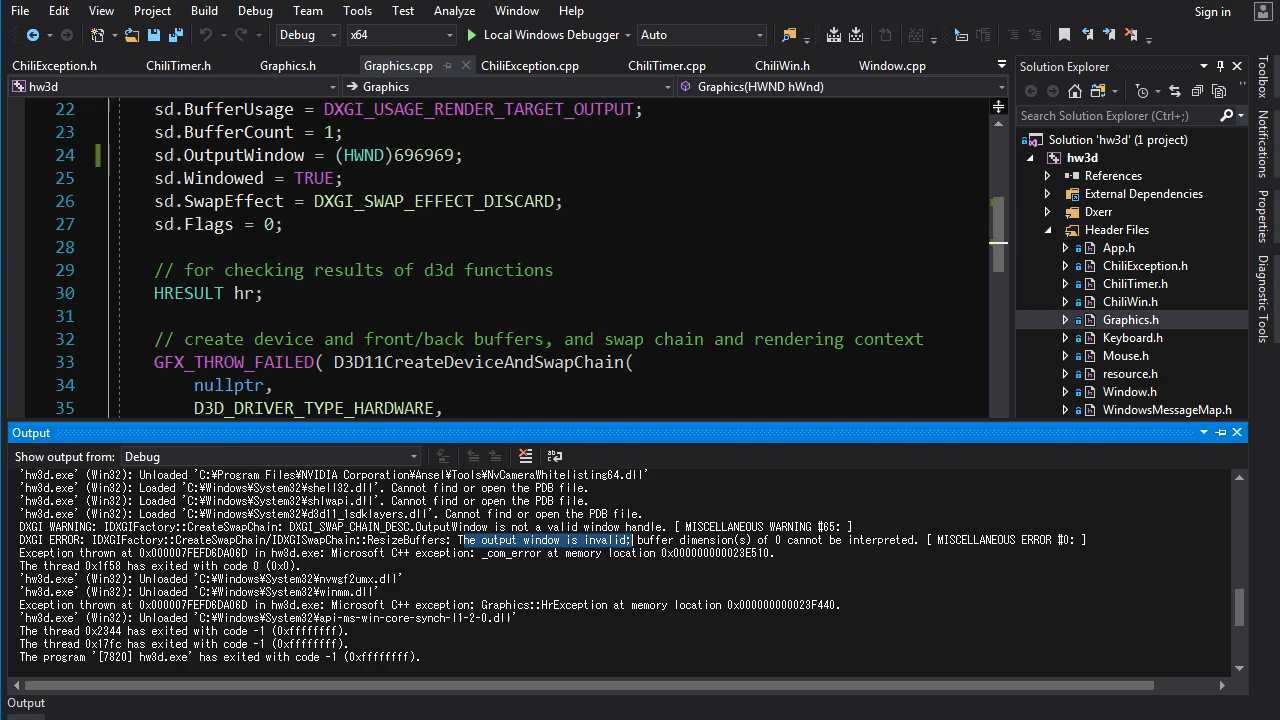 File Edit View Project Build Debug Team Tools Test Analyze Window Help Sign in
Debug x64 Local Windows Debugger Auto
ChiliException.h ChiliTimer.h Graphics.h Graphics.cpp ChiliException.cpp ChiliTimer.cpp ChiliWin.h Window.cpp
hw3d Graphics Graphics(HWND hWnd)
22 sd.BufferUsage = DXGI_USAGE_RENDER_TARGET_OUTPUT;
23 sd.BufferCount = 1;
24 sd.OutputWindow = (HWND)696969;
25 sd.Windowed = TRUE;
26 sd.SwapEffect = DXGI_SWAP_EFFECT_DISCARD;
27 sd.Flags = 0;
28
29 // for checking results of d3d functions
30 HRESULT hr;
31
32 // create device and front/back buffers, and swap chain and rendering context
33 GFX_THROW_FAILED( D3D11CreateDeviceAndSwapChain(
34 nullptr,
35 D3D_DRIVER_TYPE_HARDWARE,
Solution Explorer
Search Solution Explorer (Ctrl+;)
Solution 'hw3d' (1 project)
hw3d
References
External Dependencies
Dxerr
Header Files
App.h
ChiliException.h
ChiliTimer.h
ChiliWin.h
Graphics.h
Keyboard.h
Mouse.h
resource.h
Window.h
WindowsMessageMap.h
Toolbox
Notifications
Properties
Diagnostic Tools
Output
Show output from: Debug
'hw3d.exe' (Win32): Unloaded 'C:¥Program Files¥NVIDIA Corporation¥Ansel¥Tools¥NvCameraWhitelisting64.dll'
'hw3d.exe' (Win32): Loaded 'C:¥Windows¥System32¥shell32.dll'. Cannot find or open the PDB file.
'hw3d.exe' (Win32): Loaded 'C:¥Windows¥System32¥shlwapi.dll'. Cannot find or open the PDB file.
'hw3d.exe' (Win32): Loaded 'C:¥Windows¥System32¥d3d11_1sdklayers.dll'. Cannot find or open the PDB file.
DXGI WARNING: IDXGIFactory::CreateSwapChain: DXGI_SWAP_CHAIN_DESC.OutputWindow is not a valid window handle. [ MISCELLANEOUS WARNING #65: ]
DXGI ERROR: IDXGIFactory::CreateSwapChain/IDXGISwapChain::ResizeBuffers: The output window is invalid; buffer dimension(s) of 0 cannot be interpreted. [ MISCELLANEOUS ERROR #0: ]
Exception thrown at 0x000007FEFD6DA06D in hw3d.exe: Microsoft C++ exception: _com_error at memory location 0x000000000023E510.
The thread 0x1f58 has exited with code 0 (0x0).
'hw3d.exe' (Win32): Unloaded 'C:¥Windows¥System32¥nvwgf2umx.dll'
'hw3d.exe' (Win32): Unloaded 'C:¥Windows¥System32¥winmm.dll'
Exception thrown at 0x000007FEFD6DA06D in hw3d.exe: Microsoft C++ exception: Graphics::HrException at memory location 0x000000000023F440.
'hw3d.exe' (Win32): Unloaded 'C:¥Windows¥System32¥api-ms-win-core-synch-l1-2-0.dll'
The thread 0x2344 has exited with code -1 (0xffffffff).
The thread 0x17fc has exited with code -1 (0xffffffff).
The program '[7820] hw3d.exe' has exited with code -1 (0xffffffff).
Output